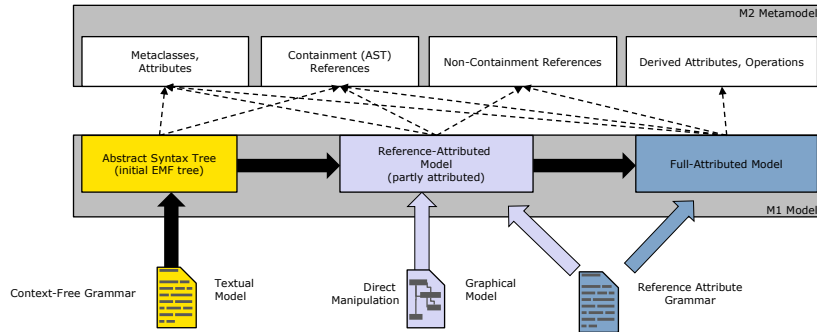 M2 Metamodel
Metaclasses,
Attributes
Containment (AST)
References
Non-Containment References
Derived Attributes, Operations
Abstract Syntax Tree
(initial EMF tree)
Reference-Attributed
Model
(partly attributed)
Full-Attributed Model
M1 Model
Context-Free Grammar
Textual
Model
Direct
Manipulation
Graphical
Model
Reference Attribute
Grammar